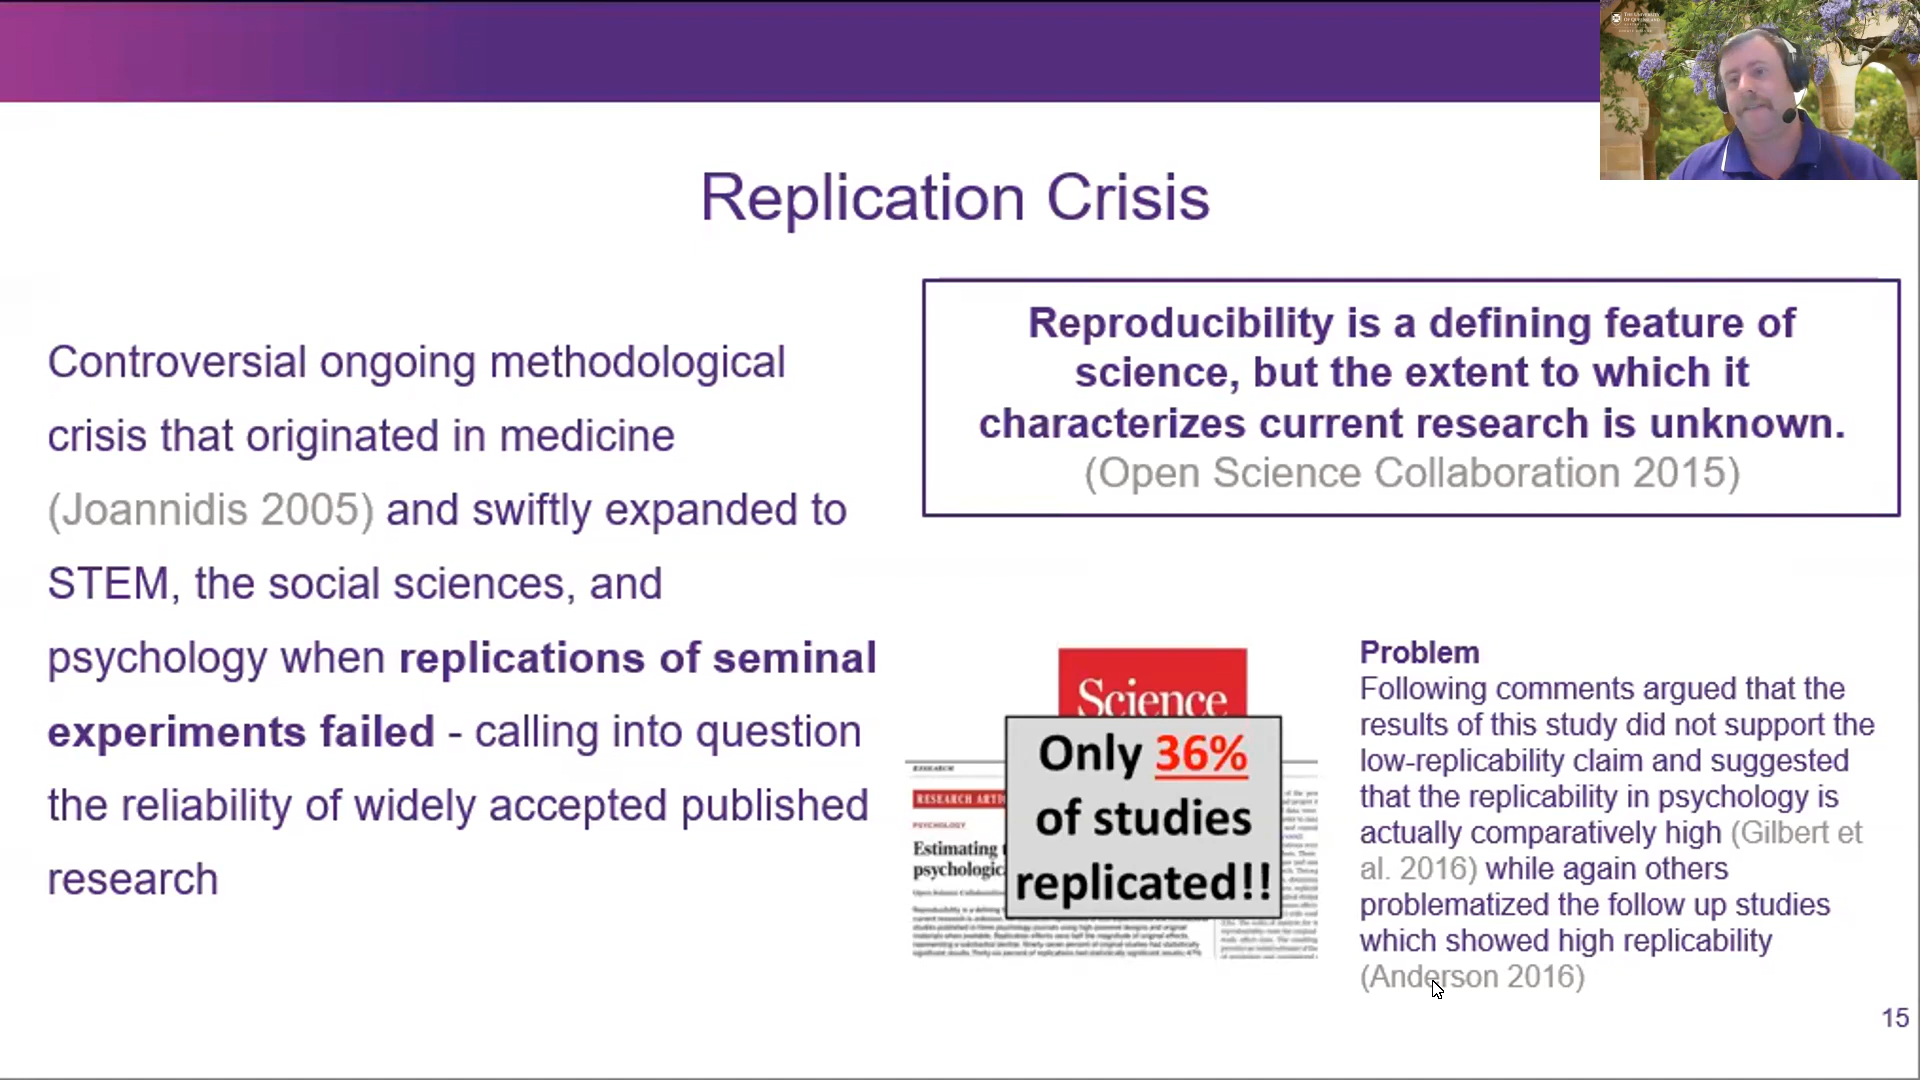 THE UNIVERSITY
OF QUEENSLAND
Replication Crisis
Controversial ongoing methodological
crisis that originated in medicine
(Joannidis 2005) and swiftly expanded to
STEM, the social sciences, and
psychology when replications of seminal
experiments failed - calling into question
the reliability of widely accepted published
research
Reproducibility is a defining feature of
science, but the extent to which it
characterizes current research is unknown.
(Open Science Collaboration 2015)
Science
RESEARCH
RESEARCH ARTI
PSYCHOLOGY
Estimating
psychologic
Only 36%
of studies
replicated!!
Problem
Following comments argued that the
results of this study did not support the
low-replicability claim and suggested
that the replicability in psychology is
actually comparatively high (Gilbert et
al. 2016) while again others
problematized the follow up studies
which showed high replicability
(Anderson 2016)
15